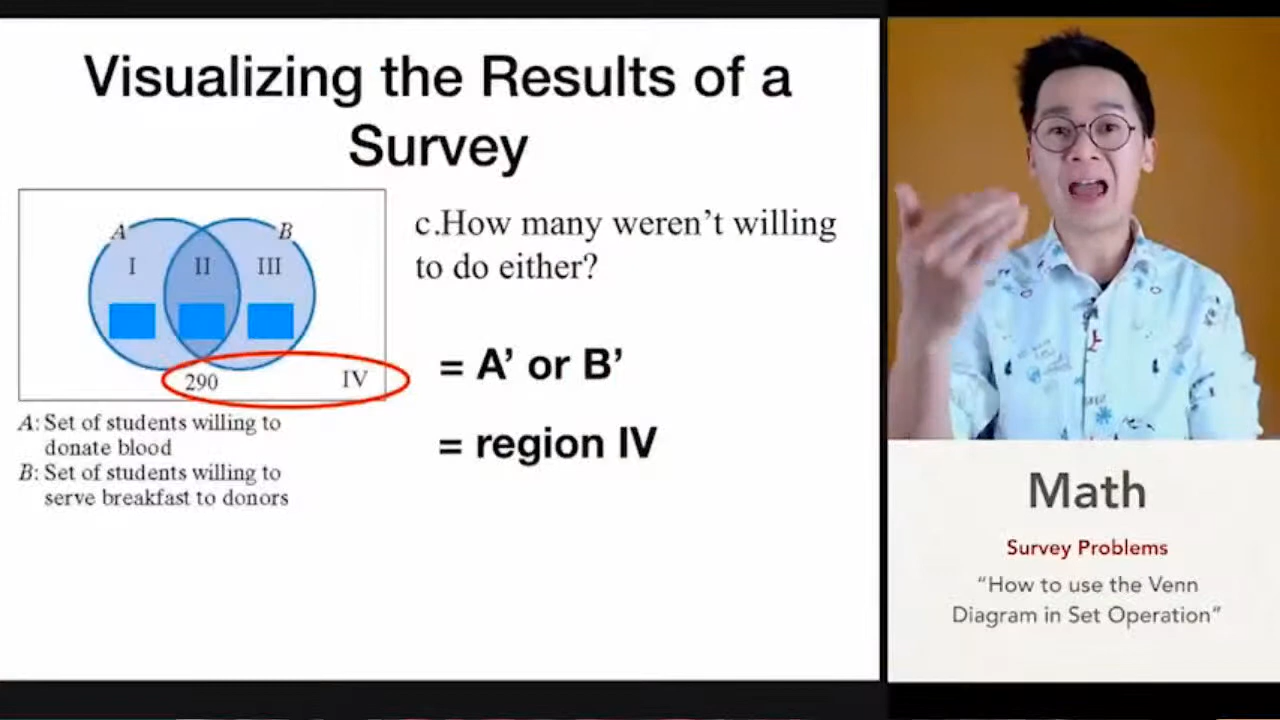 Visualizing the Results of a
Survey
A
B
I
II
III
290
IV
A: Set of students willing to
donate blood
B: Set of students willing to
serve breakfast to donors
c.How many weren’t willing
to do either?
= A’ or B’
= region IV
Math
Survey Problems
“How to use the Venn
Diagram in Set Operation”